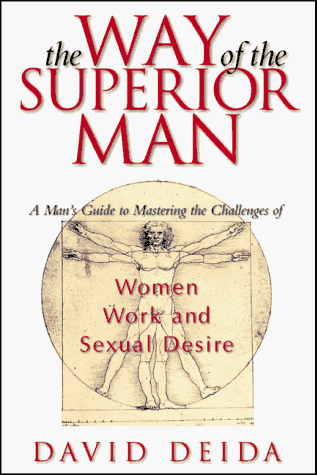 the WAY of the
SUPERIOR
MAN
A Man's Guide to Mastering the Challenges of
Women
Work and
Sexual Desire
DAVID DEIDA